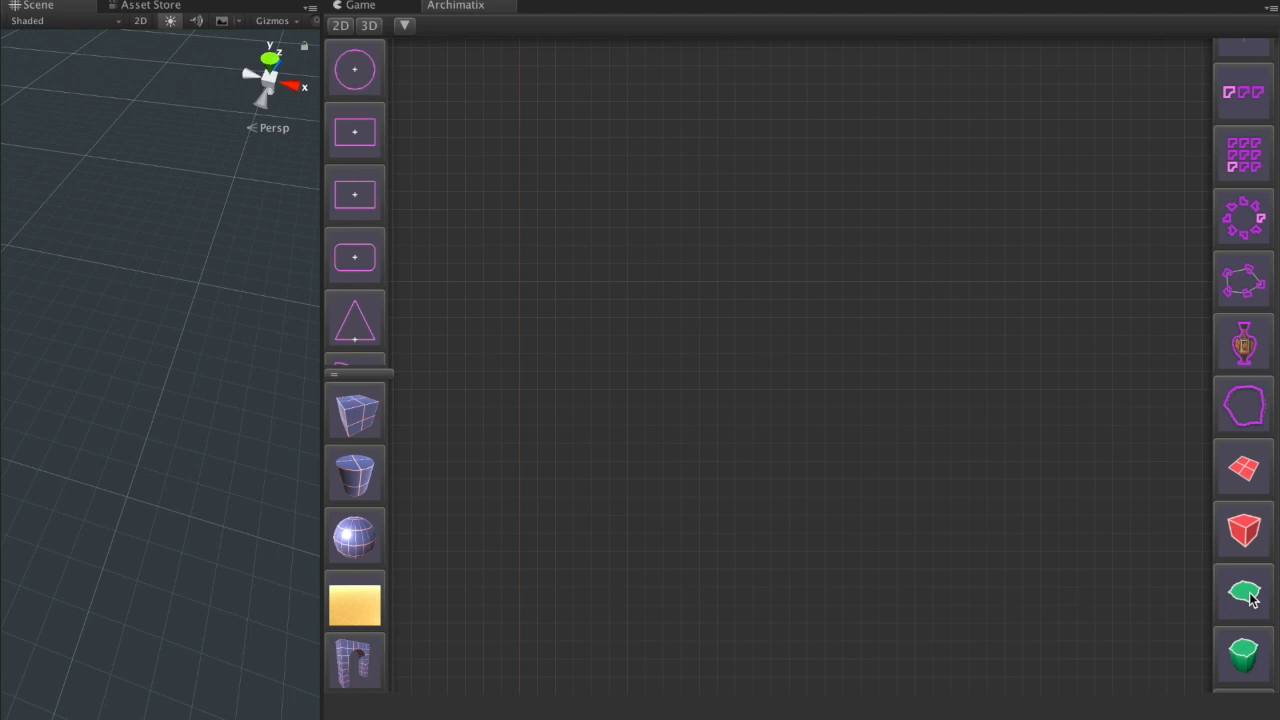 Scene Asset Store Game Archimatix
Shaded 2D Gizmos 2D 3D
y
z
x
Persp